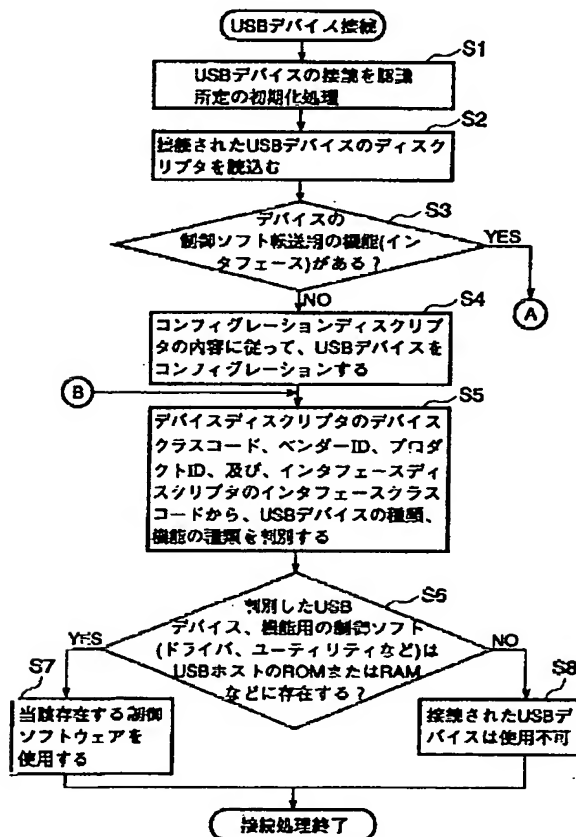 USBデバイス接続
S1
USBデバイスの接続を認識
所定の初期化処理
S2
接続されたUSBデバイスのディスク
リプタを読込む
S3
デバイスの
制御ソフト転送用の機能(イン
タフェース)がある?
YES
A
NO
S4
コンフィグレーションディスクリプ
タの内容に従って、USBデバイスを
コンフィグレーションする
B
S5
デバイスディスクリプタのデバイス
クラスコード、ベンダーID、プロダ
クトID、及び、インタフェースディ
スクリプタのインタフェースクラス
コードから、USBデバイスの種類、
機能の種類を判別する
S6
判別したUSB
デバイス、機能用の制御ソフト
(ドライバ、ユーティリティなど)は
USBホストのROMまたはRAM
などに存在する?
YES
NO
S7
当該存在する制御
ソフトウェアを
使用する
S8
接続されたUSBデ
バイスは使用不可
接続処理終了